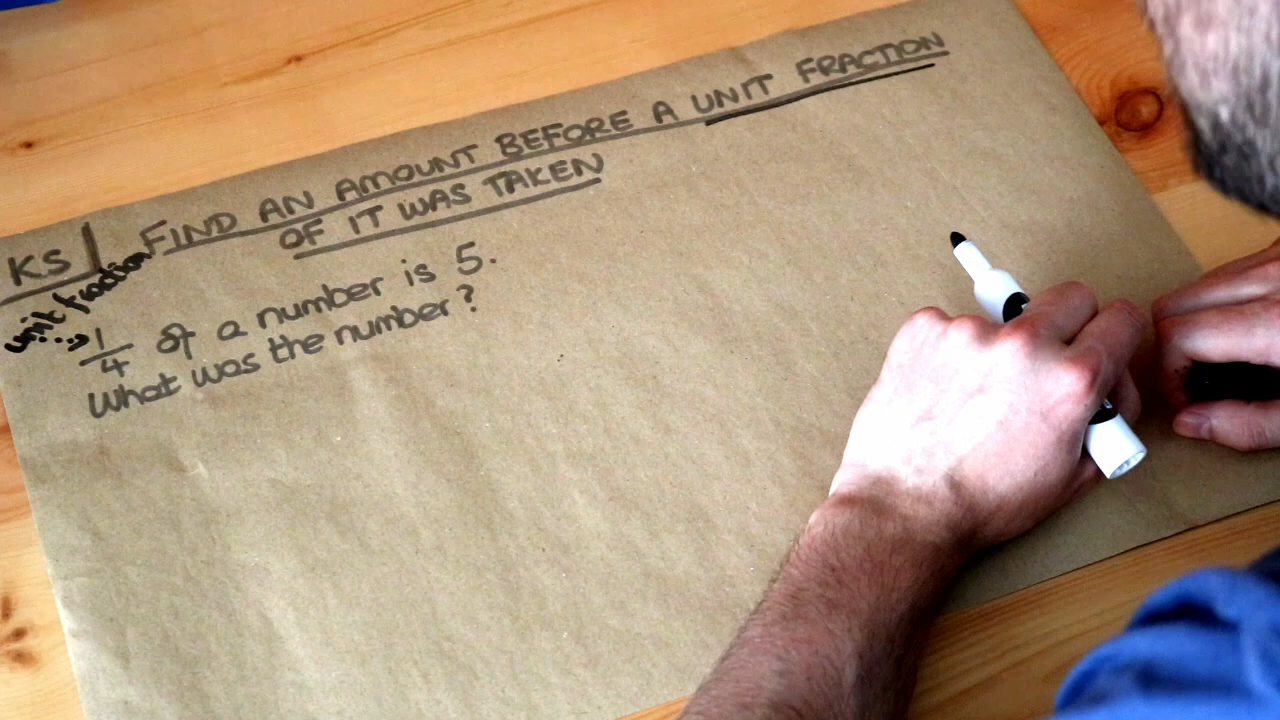 KS1 FIND AN AMOUNT BEFORE A UNIT FRACTION
OF IT WAS TAKEN
unit fraction
1/4 of a number is 5.
What was the number?